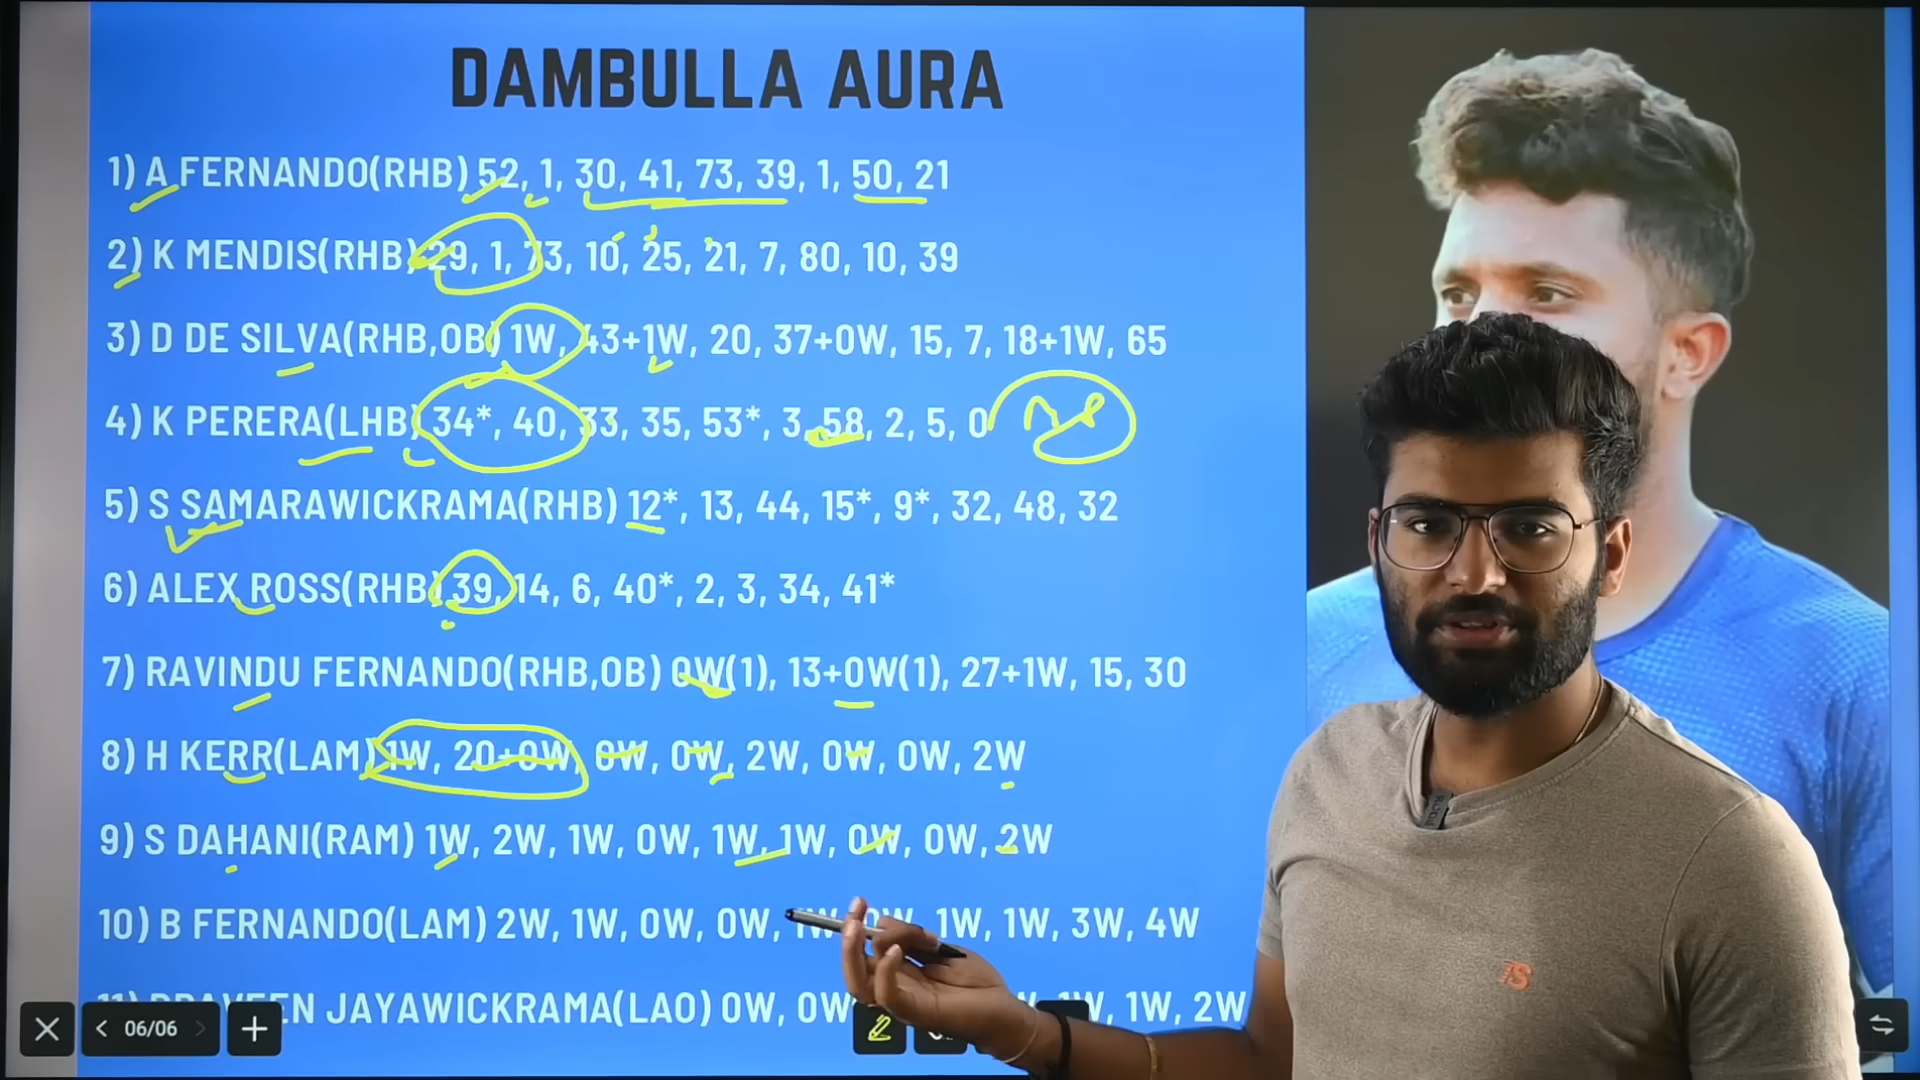 DAMBULLA AURA
1) A FERNANDO(RHB) 52, 1, 30, 41, 73, 39, 1, 50, 21
2) K MENDIS(RHB) 29, 1, 73, 10, 25, 21, 7, 80, 10, 39
3) D DE SILVA(RHB,OB) 1W, 43+1W, 20, 37+0W, 15, 7, 18+1W, 65
4) K PERERA(LHB) 34*, 40, 33, 35, 53*, 3, 58, 2, 5, 0
5) S SAMARAWICKRAMA(RHB) 12*, 13, 44, 15*, 9*, 32, 48, 32
6) ALEX ROSS(RHB) 39, 14, 6, 40*, 2, 3, 34, 41*
7) RAVINDU FERNANDO(RHB,OB) 0W(1), 13+0W(1), 27+1W, 15, 30
8) H KERR(LAM) 1W, 20+0W, 0W, 0W, 2W, 0W, 0W, 2W
9) S DAHANI(RAM) 1W, 2W, 1W, 0W, 1W, 1W, 0W, 0W, 2W
10) B FERNANDO(LAM) 2W, 1W, 0W, 0W, 1W, 0W, 1W, 1W, 3W, 4W
11) PRAVEEN JAYAWICKRAMA(LAO) 0W, 0W 1W, 1W, 2W
06/06